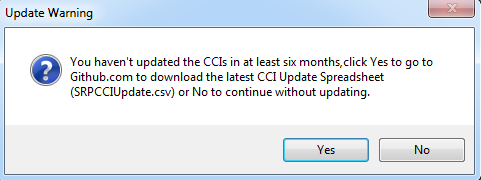 Update Warning
You haven't updated the CCIs in at least six months,click Yes to go to
Github.com to download the latest CCI Update Spreadsheet
(SRPCCIUpdate.csv) or No to continue without updating.
Yes
No